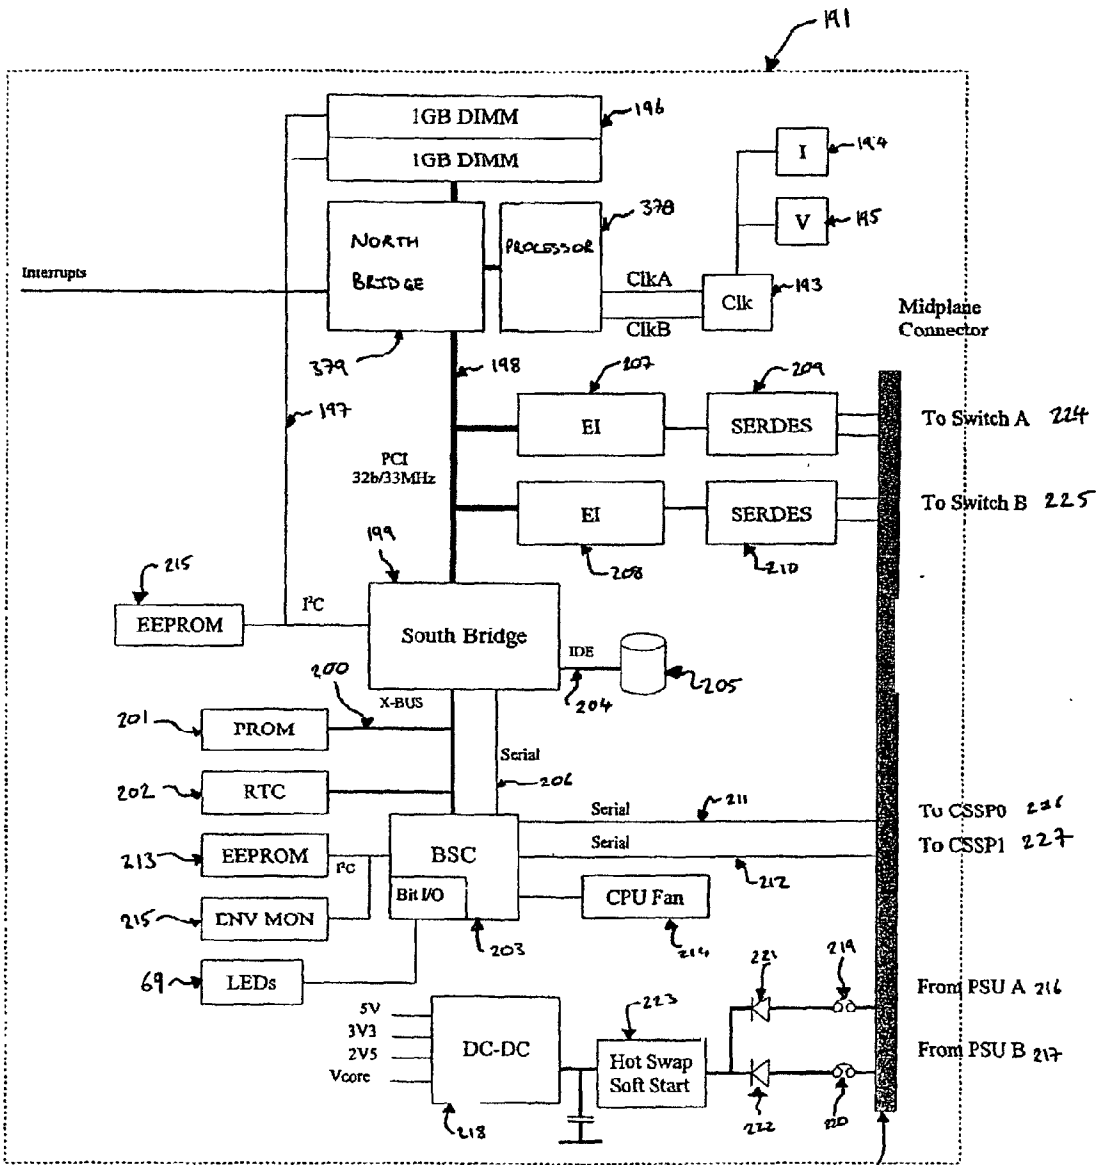 191
1GB DIMM
196
1GB DIMM
I
194
V
195
378
NORTH
BRIDGE
PROCESSOR
Interrupts
ClkA
ClkB
Clk
193
Midplane
Connector
379
198
197
207
209
EI
SERDES
To Switch A 224
PCI
32b/33MHz
EI
SERDES
To Switch B 225
208
210
199
215
EEPROM
I²C
South Bridge
IDE
204
205
X-BUS
200
201
PROM
Serial
206
202
RTC
Serial
211
To CSSP0 226
213
EEPROM
I²C
BSC
Serial
212
To CSSP1 227
Bit I/O
CPU Fan
214
215
ENV MON
203
69
LEDs
221
219
From PSU A 216
223
5V
3V3
2V5
Vcore
DC-DC
Hot Swap
Soft Start
From PSU B 217
218
222
220